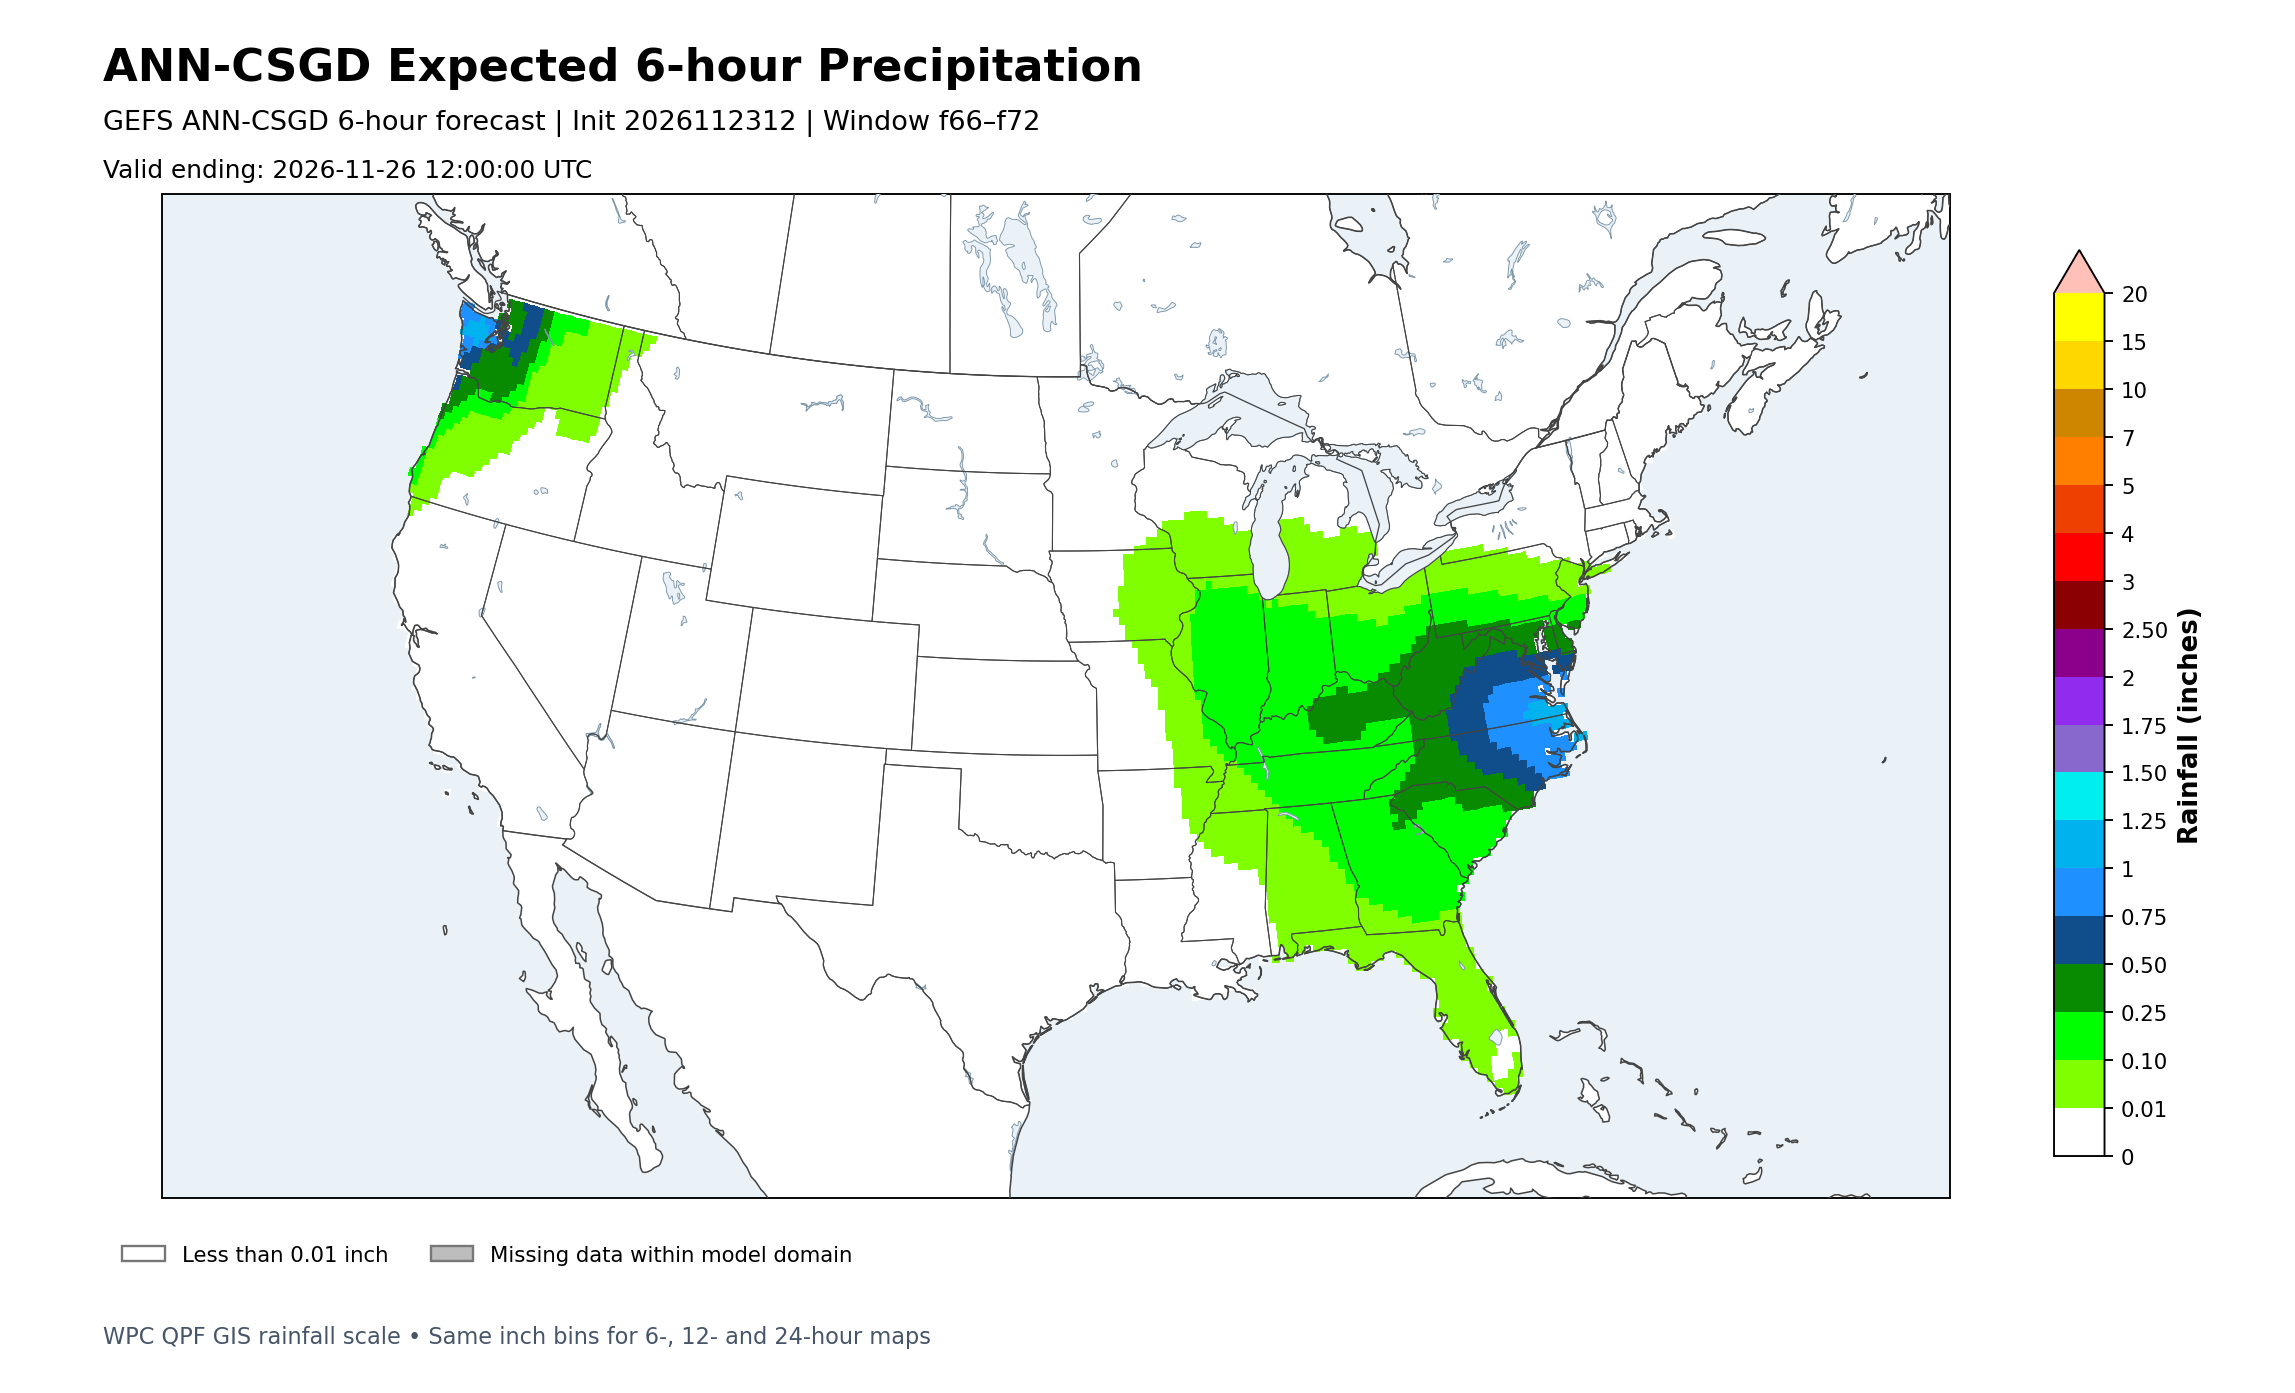 ANN-CSGD Expected 6-hour Precipitation
GEFS ANN-CSGD 6-hour forecast | Init 2026112312 | Window f66–f72
Valid ending: 2026-11-26 12:00:00 UTC
20
15
10
7
5
4
3
2.50
2
1.75
1.50
1.25
1
0.75
0.50
0.25
0.10
0.01
0
Rainfall (inches)
Less than 0.01 inch
Missing data within model domain
WPC QPF GIS rainfall scale • Same inch bins for 6-, 12- and 24-hour maps